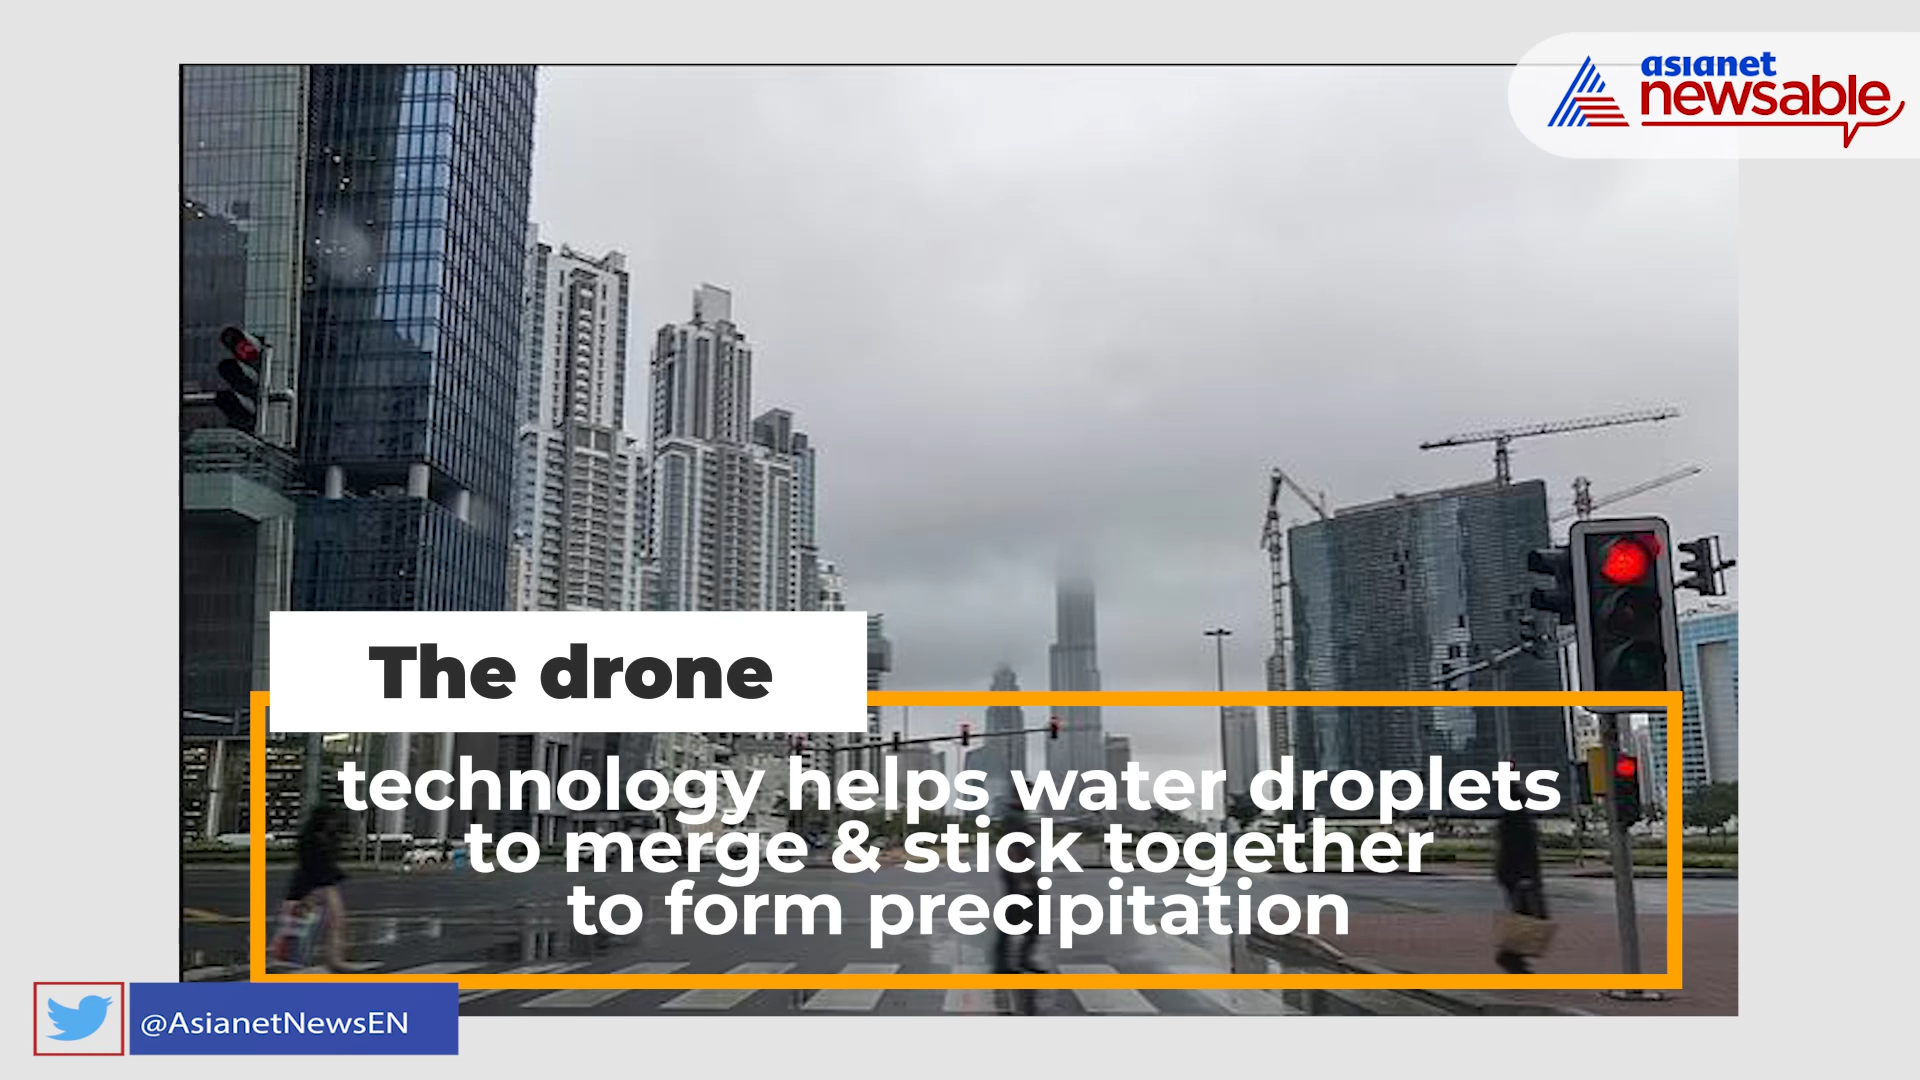 asianet
newsable
The drone
technology helps water droplets
to merge & stick together
to form precipitation
@AsianetNewsEN